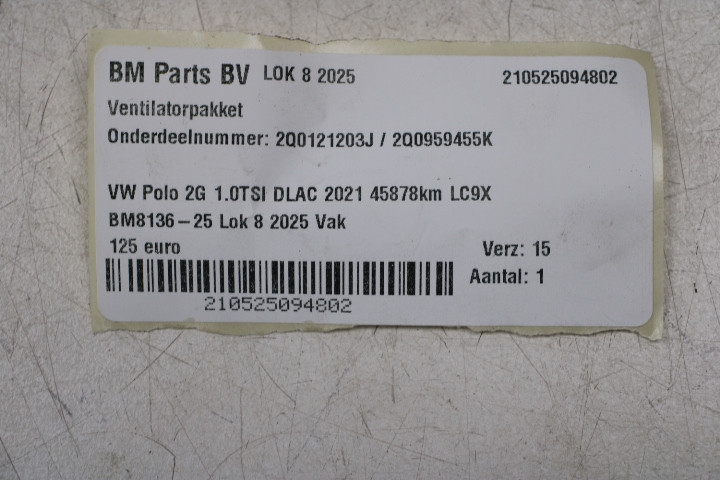 BM Parts BV LOK 8 2025 210525094802
Ventilatorpakket
Onderdeelnummer: 2Q0121203J / 2Q0959455K
VW Polo 2G 1.0TSI DLAC 2021 45878km LC9X
BM8136-25 Lok 8 2025 Vak
125 euro Verz: 15
Aantal: 1
210525094802